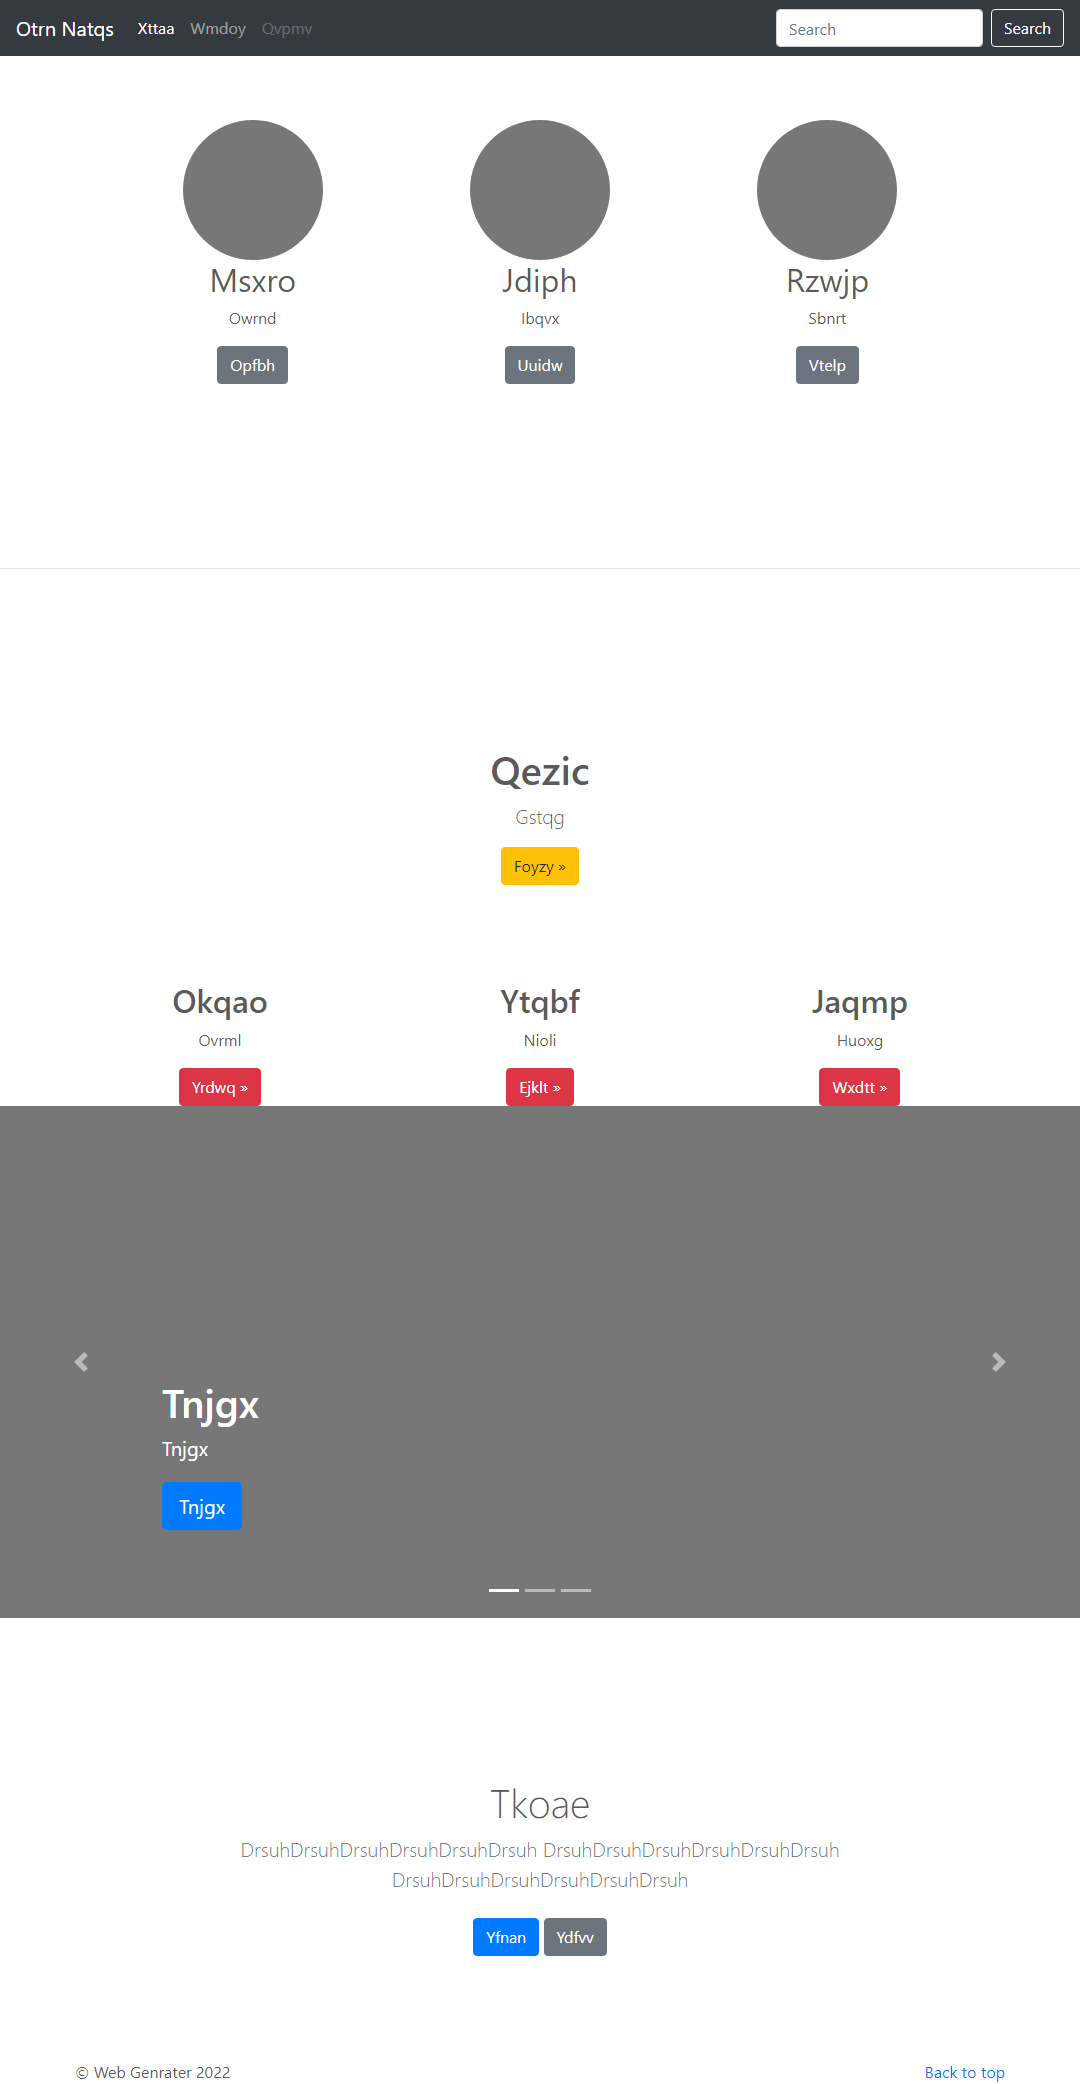 Otrn Natqs Xttaa Wmdoy Qvpmv Search Search
Msxro Jdiph Rzwjp
Owrnd Ibqvx Sbnrt
Opfbh Uuidw Vtelp
Qezic
Gstqg
Foyzy »
Okqao Ytqbf Jaqmp
Ovrml Nioli Huoxg
Yrdwq » Ejklt » Wxdtt »
Tnjgx
Tnjgx
Tnjgx
Tkoae
DrsuhDrsuhDrsuhDrsuhDrsuhDrsuh DrsuhDrsuhDrsuhDrsuhDrsuhDrsuh
DrsuhDrsuhDrsuhDrsuhDrsuhDrsuh
Yfnan Ydfvv
© Web Genrater 2022 Back to top